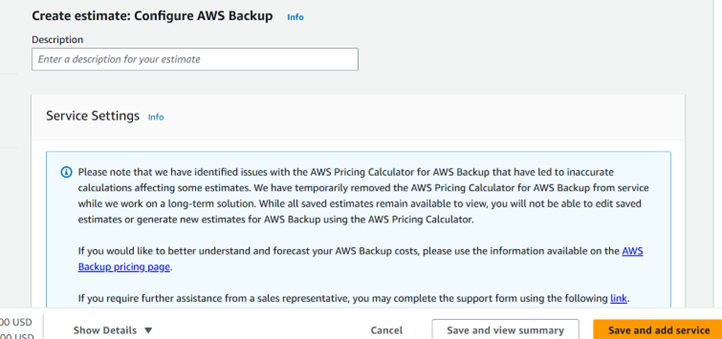 Create estimate: Configure AWS Backup Info
Description
Enter a description for your estimate
Service Settings Info
Please note that we have identified issues with the AWS Pricing Calculator for AWS Backup that have led to inaccurate
calculations affecting some estimates. We have temporarily removed the AWS Pricing Calculator for AWS Backup from service
while we work on a long-term solution. While all saved estimates remain available to view, you will not be able to edit saved
estimates or generate new estimates for AWS Backup using the AWS Pricing Calculator.
If you would like to better understand and forecast your AWS Backup costs, please use the information available on the AWS
Backup pricing page.
If you require further assistance from a sales representative, you may complete the support form using the following link.
00 USD
Show Details ▼ Cancel Save and view summary Save and add service
00 USD